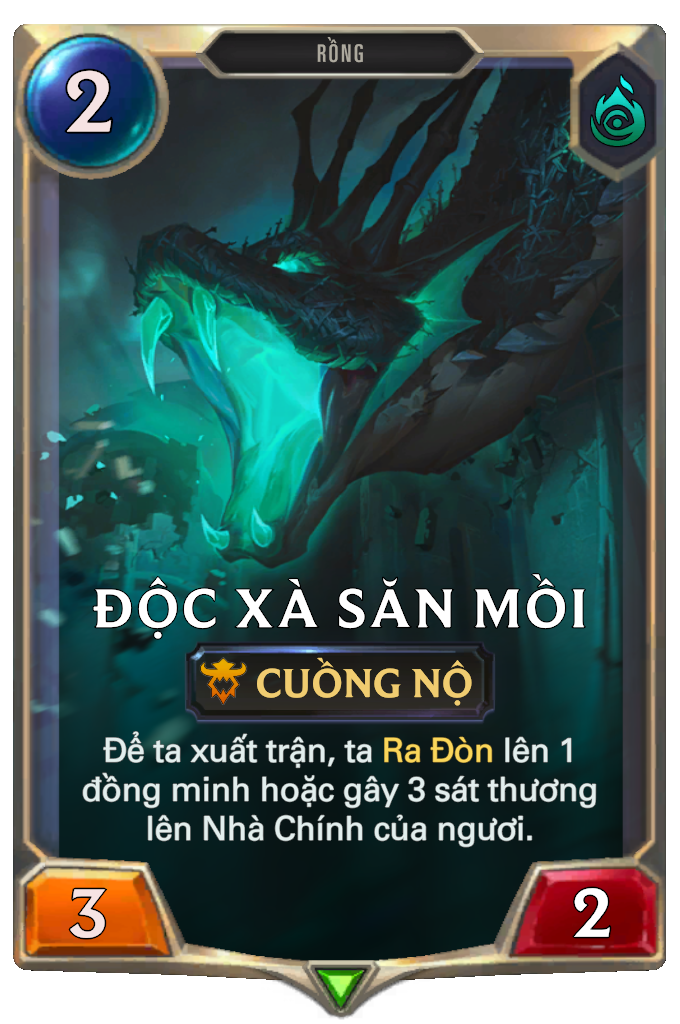 RỒNG
2
ĐỘC XÀ SĂN MỒI
CUỒNG NỘ
Để ta xuất trận, ta Ra Đòn lên 1
đồng minh hoặc gây 3 sát thương
lên Nhà Chính của ngươi.
3
2